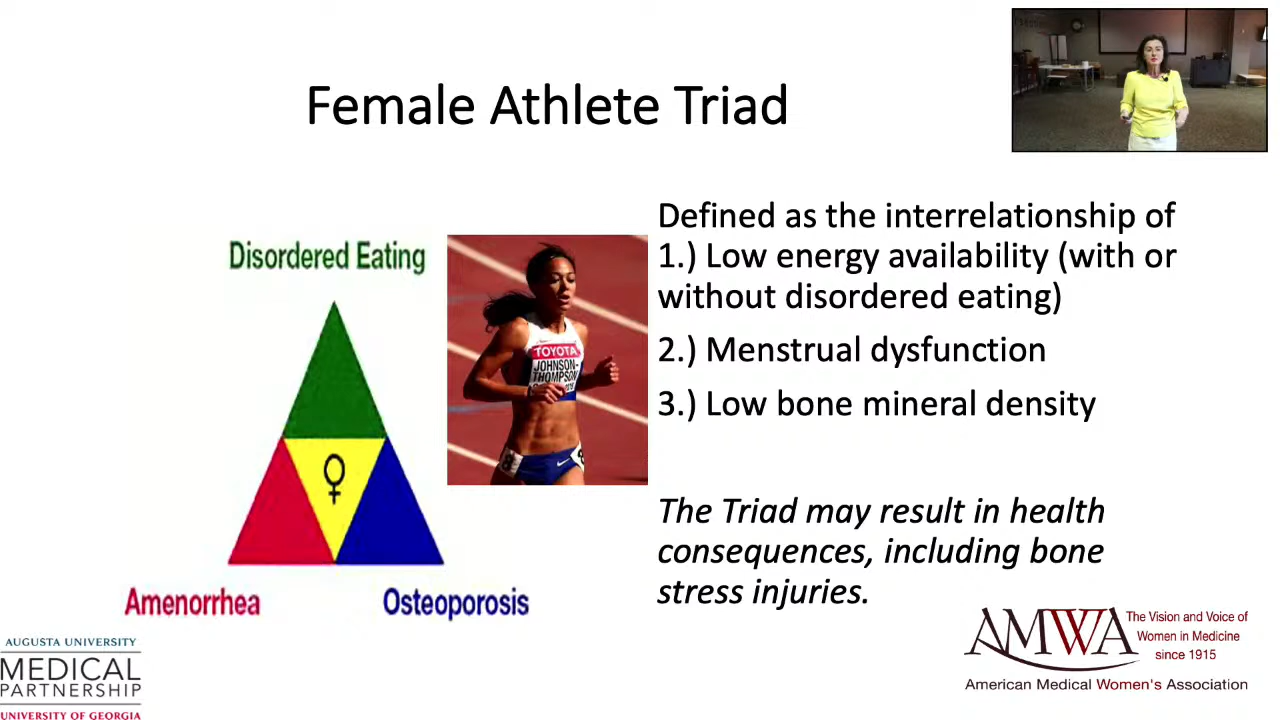 Female Athlete Triad
Disordered Eating
Amenorrhea
Osteoporosis
TOYOTA
JOHNSON-
THOMPSON
Defined as the interrelationship of
1.) Low energy availability (with or
without disordered eating)
2.) Menstrual dysfunction
3.) Low bone mineral density
The Triad may result in health
consequences, including bone
stress injuries.
AUGUSTA UNIVERSITY
MEDICAL
PARTNERSHIP
UNIVERSITY OF GEORGIA
AMWA
The Vision and Voice of
Women in Medicine
since 1915
American Medical Women's Association